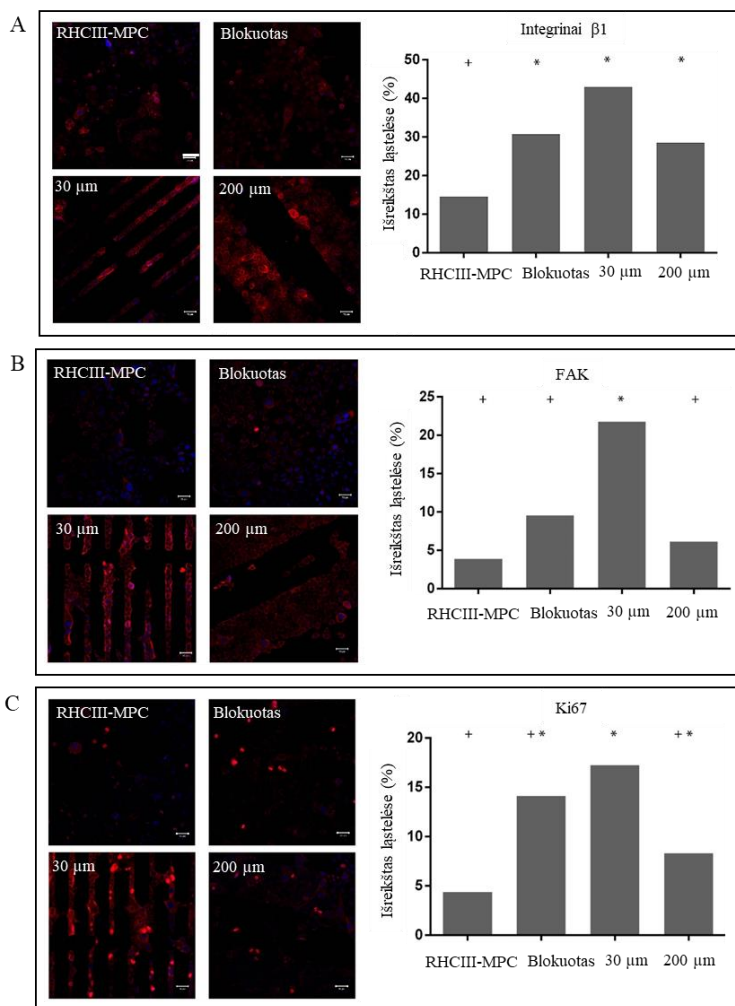 A
RHCIII-MPC
Blokuotas
30 µm
200 µm
Integrinai β1
+ * * *
Išreikštas ląstelėse (%)
50
40
30
20
10
0
RHCIII-MPC Blokuotas 30 µm 200 µm
B
RHCIII-MPC
Blokuotas
30 µm
200 µm
FAK
+ + * +
Išreikštas ląstelėse (%)
25
20
15
10
5
0
RHCIII-MPC Blokuotas 30 µm 200 µm
C
RHCIII-MPC
Blokuotas
30 µm
200 µm
Ki67
+ + * * + *
Išreikštas ląstelėse (%)
20
15
10
5
0
RHCIII-MPC Blokuotas 30 µm 200 µm